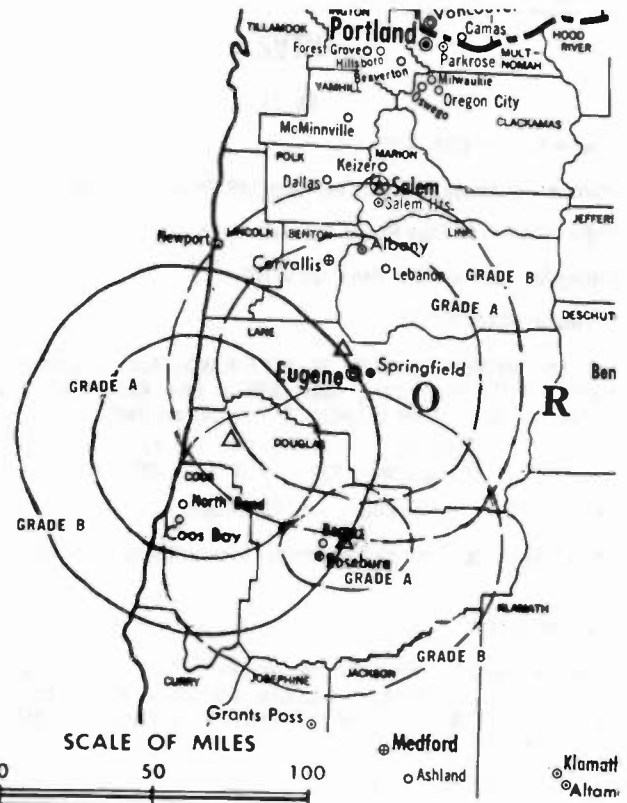 TILLAMOOK
Portland
Camas
HOOD
RIVER
Forest Grove
Hillsboro
Beaverton
Parkrose
MULT-
NOMAH
YAMHILL
Milwaukie
Oswego
Oregon City
CLACKAMAS
McMinnville
POLK
MARION
Keizer
Dallas
Salem
Salem Hts.
JEFFERS
Newport
LINCOLN
BENTON
LINN
Albany
Corvallis
Lebanon
GRADE B
GRADE A
DESCHUT
LANE
Eugene
Springfield
Ben
O R
GRADE A
DOUGLAS
COOS
North Bend
GRADE B
Coos Bay
Roseburg
GRADE A
KLAMATH
GRADE B
CURRY
JOSEPHINE
JACKSON
Grants Pass
SCALE OF MILES
Medford
0 50 100
Ashland
Klamatt
Altam